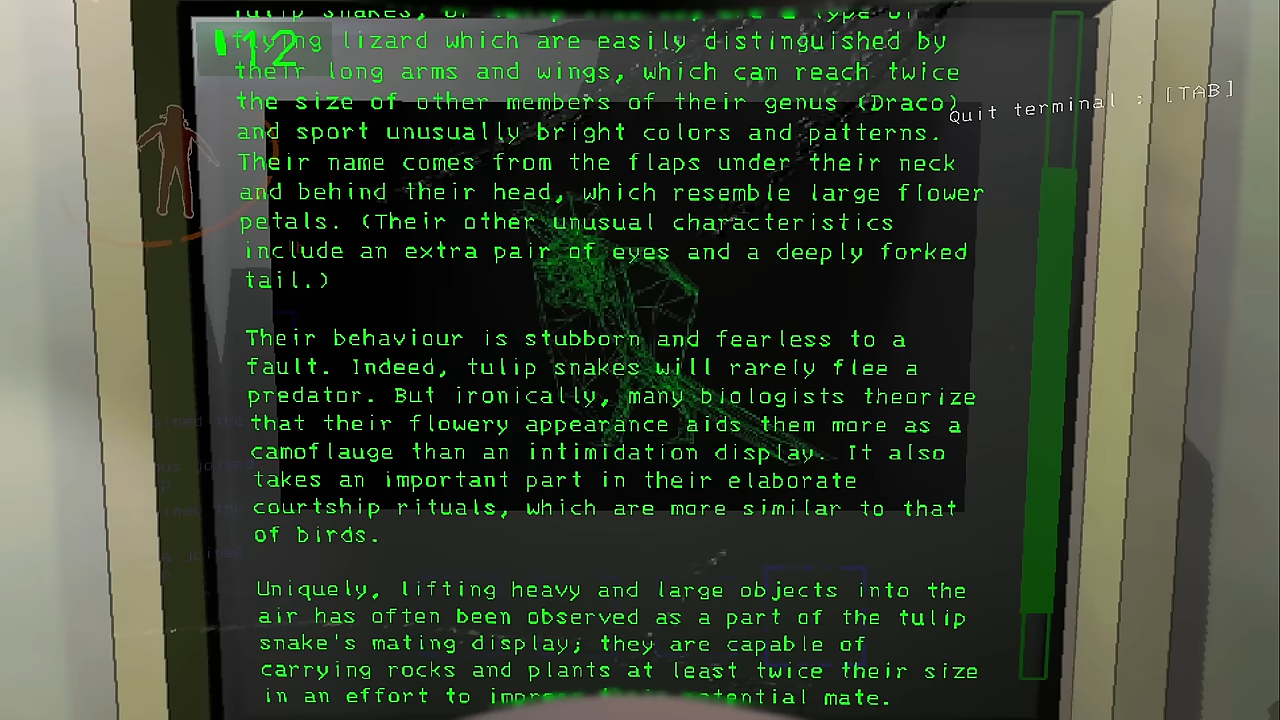 Tulip snakes, or
flying lizard which are easily distinguished by
12
their long arms and wings, which can reach twice
the size of other members of their genus (Draco)
and sport unusually bright colors and patterns.
Their name comes from the flaps under their neck
and behind their head, which resemble large flower
petals. (Their other unusual characteristics
include an extra pair of eyes and a deeply forked
tail.)
Their behaviour is stubborn and fearless to a
fault. Indeed, tulip snakes will rarely flee a
predator. But ironically, many biologists theorize
that their flowery appearance aids them more as a
camoflauge than an intimidation display. It also
takes an important part in their elaborate
courtship rituals, which are more similar to that
of birds.
Uniquely, lifting heavy and large objects into the
air has often been observed as a part of the tulip
snake's mating display; they are capable of
carrying rocks and plants at least twice their size
in an effort to impress their potential mate.
Quit terminal : [TAB]